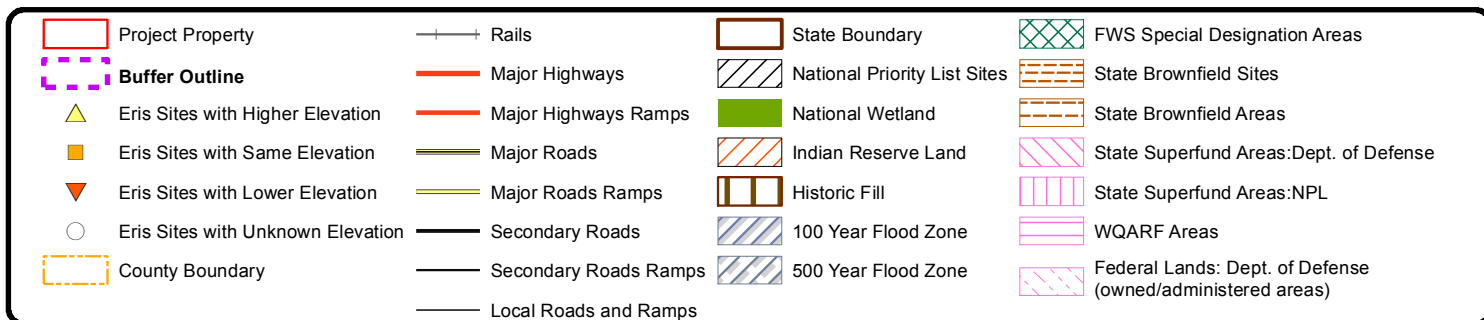 Project Property
Buffer Outline
Eris Sites with Higher Elevation
Eris Sites with Same Elevation
Eris Sites with Lower Elevation
Eris Sites with Unknown Elevation
County Boundary
Rails
Major Highways
Major Highways Ramps
Major Roads
Major Roads Ramps
Secondary Roads
Secondary Roads Ramps
Local Roads and Ramps
State Boundary
National Priority List Sites
National Wetland
Indian Reserve Land
Historic Fill
100 Year Flood Zone
500 Year Flood Zone
FWS Special Designation Areas
State Brownfield Sites
State Brownfield Areas
State Superfund Areas:Dept. of Defense
State Superfund Areas:NPL
WQARF Areas
Federal Lands: Dept. of Defense
(owned/administered areas)